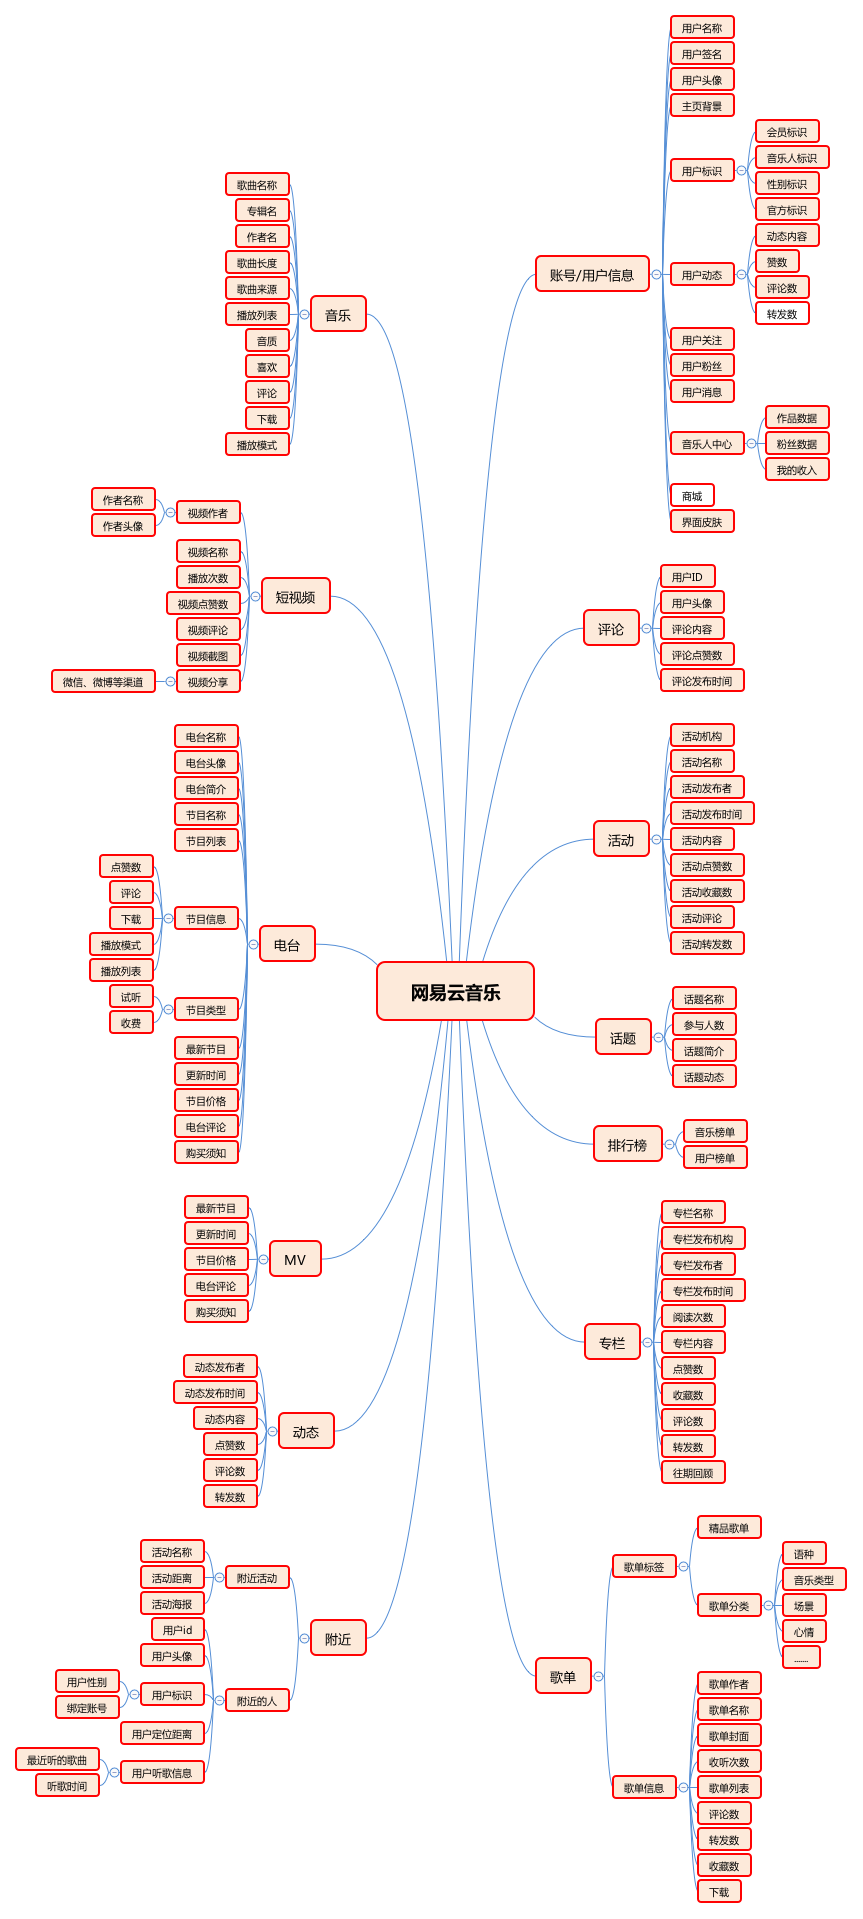 网易云音乐
账号/用户信息
用户名称
用户签名
用户头像
主页背景
用户标识
会员标识
音乐人标识
性别标识
官方标识
用户动态
动态内容
赞数
评论数
转发数
用户关注
用户粉丝
用户消息
音乐人中心
作品数据
粉丝数据
我的收入
商城
界面皮肤
评论
用户ID
用户头像
评论内容
评论点赞数
评论发布时间
活动
活动机构
活动名称
活动发布者
活动发布时间
活动内容
活动点赞数
活动收藏数
活动评论
活动转发数
话题
话题名称
参与人数
话题简介
话题动态
排行榜
音乐榜单
用户榜单
专栏
专栏名称
专栏发布机构
专栏发布者
专栏发布时间
阅读次数
专栏内容
点赞数
收藏数
评论数
转发数
往期回顾
歌单
歌单标签
精品歌单
歌单分类
语种
音乐类型
场景
心情
......
歌单信息
歌单作者
歌单名称
歌单封面
收听次数
歌单列表
评论数
转发数
收藏数
下载
音乐
歌曲名称
专辑名
作者名
歌曲长度
歌曲来源
播放列表
音质
喜欢
评论
下载
播放模式
短视频
视频作者
作者名称
作者头像
视频名称
播放次数
视频点赞数
视频评论
视频截图
视频分享
微信、微博等渠道
电台
电台名称
电台头像
电台简介
节目名称
节目列表
节目信息
点赞数
评论
下载
播放模式
播放列表
节目类型
试听
收费
最新节目
更新时间
节目价格
电台评论
购买须知
MV
最新节目
更新时间
节目价格
电台评论
购买须知
动态
动态发布者
动态发布时间
动态内容
点赞数
评论数
转发数
附近
附近活动
活动名称
活动距离
活动海报
附近的人
用户id
用户头像
用户标识
用户性别
绑定账号
用户定位距离
用户听歌信息
最近听的歌曲
听歌时间